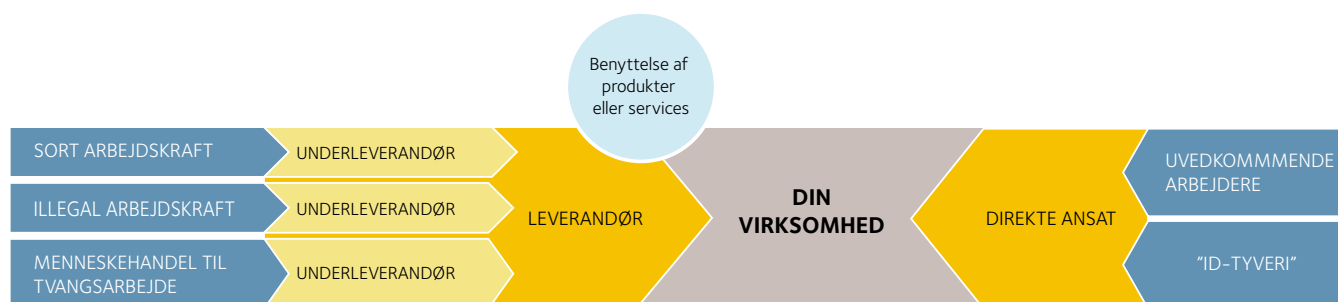 Benyttelse af
produkter
eller services
SORT ARBEJDSKRAFT
UNDERLEVERANDØR
ILLEGAL ARBEJDSKRAFT
UNDERLEVERANDØR
MENNESKEHANDEL TIL
TVANGSARBEJDE
UNDERLEVERANDØR
LEVERANDØR
DIN
VIRKSOMHED
DIREKTE ANSAT
UVEDKOMMMENDE
ARBEJDERE
"ID-TYVERI"